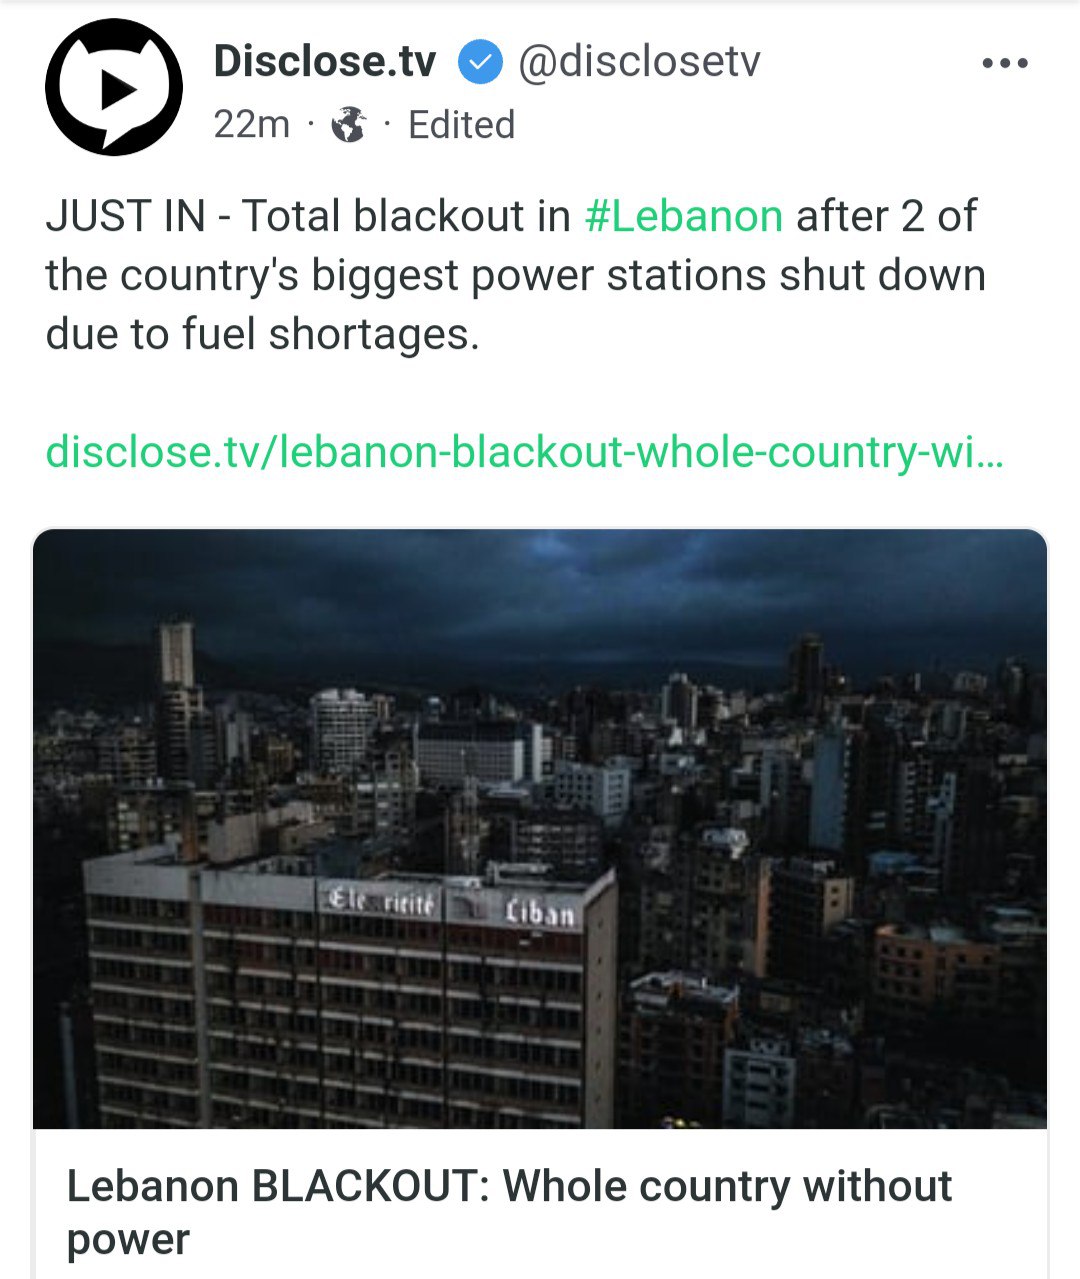 Disclose.tv @disclosetv
22m · Edited
JUST IN - Total blackout in #Lebanon after 2 of
the country's biggest power stations shut down
due to fuel shortages.
disclose.tv/lebanon-blackout-whole-country-wi...
Ele ricité Liban
Lebanon BLACKOUT: Whole country without
power